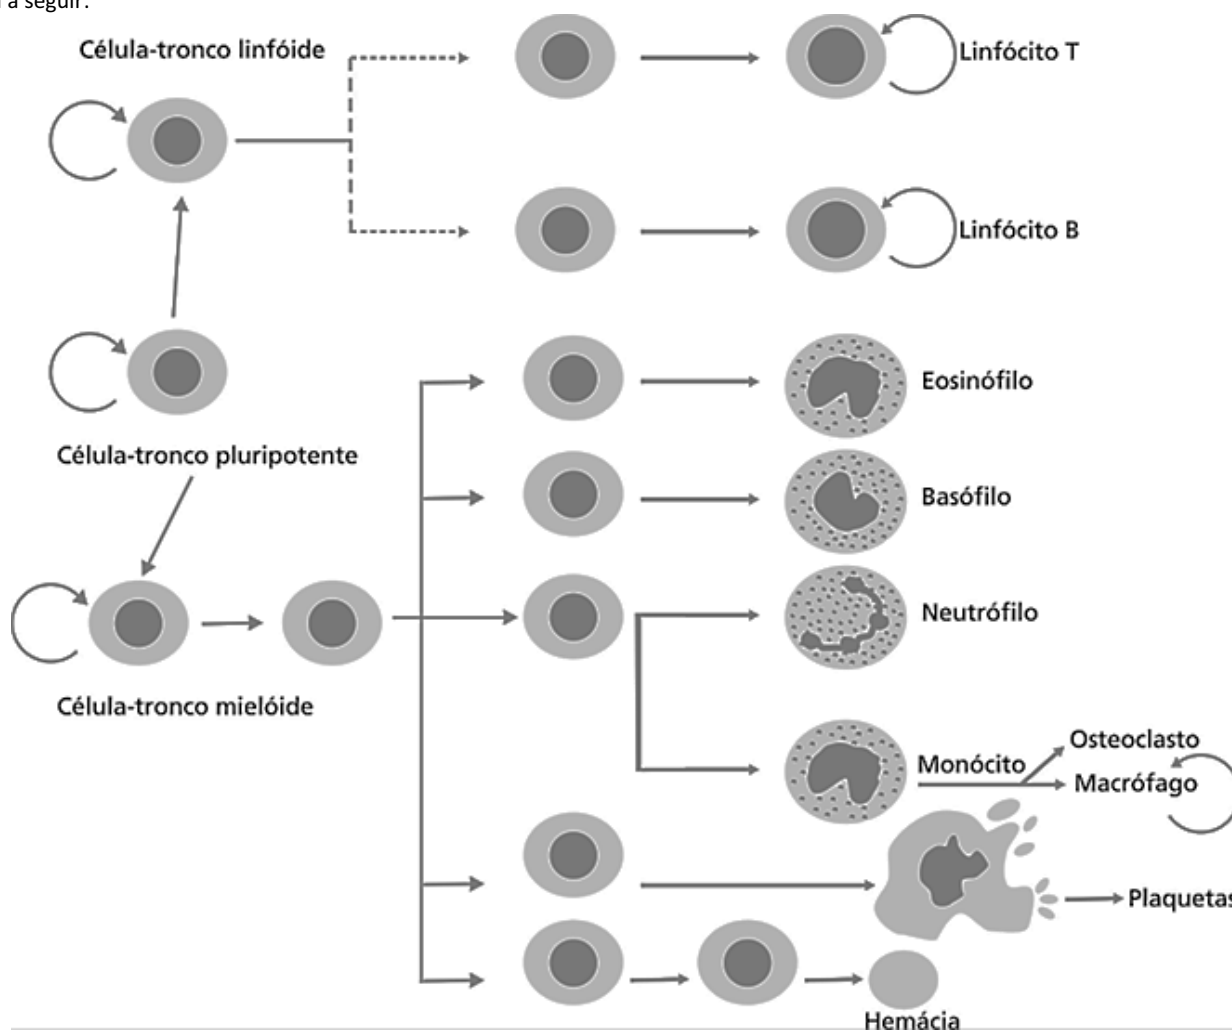 a seguir.
Célula-tronco linfóide
Linfócito T
Linfócito B
Célula-tronco pluripotente
Eosinófilo
Basófilo
Neutrófilo
Célula-tronco mielóide
Monócito
Osteoclasto
Macrófago
Plaquetas
Hemácia